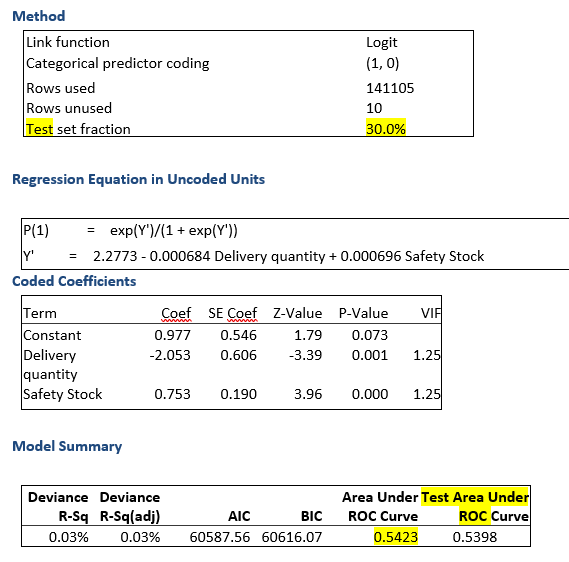 Method
Link function Logit
Categorical predictor coding (1, 0)
Rows used 141105
Rows unused 10
Test set fraction 30.0%
Regression Equation in Uncoded Units
P(1) = exp(Y')/(1 + exp(Y'))
Y' = 2.2773 - 0.000684 Delivery quantity + 0.000696 Safety Stock
Coded Coefficients
Term Coef SE Coef Z-Value P-Value VIF
Constant 0.977 0.546 1.79 0.073
Delivery -2.053 0.606 -3.39 0.001 1.25
quantity
Safety Stock 0.753 0.190 3.96 0.000 1.25
Model Summary
Deviance Deviance Area Under Test Area Under
R-Sq R-Sq(adj) AIC BIC ROC Curve ROC Curve
0.03% 0.03% 60587.56 60616.07 0.5423 0.5398